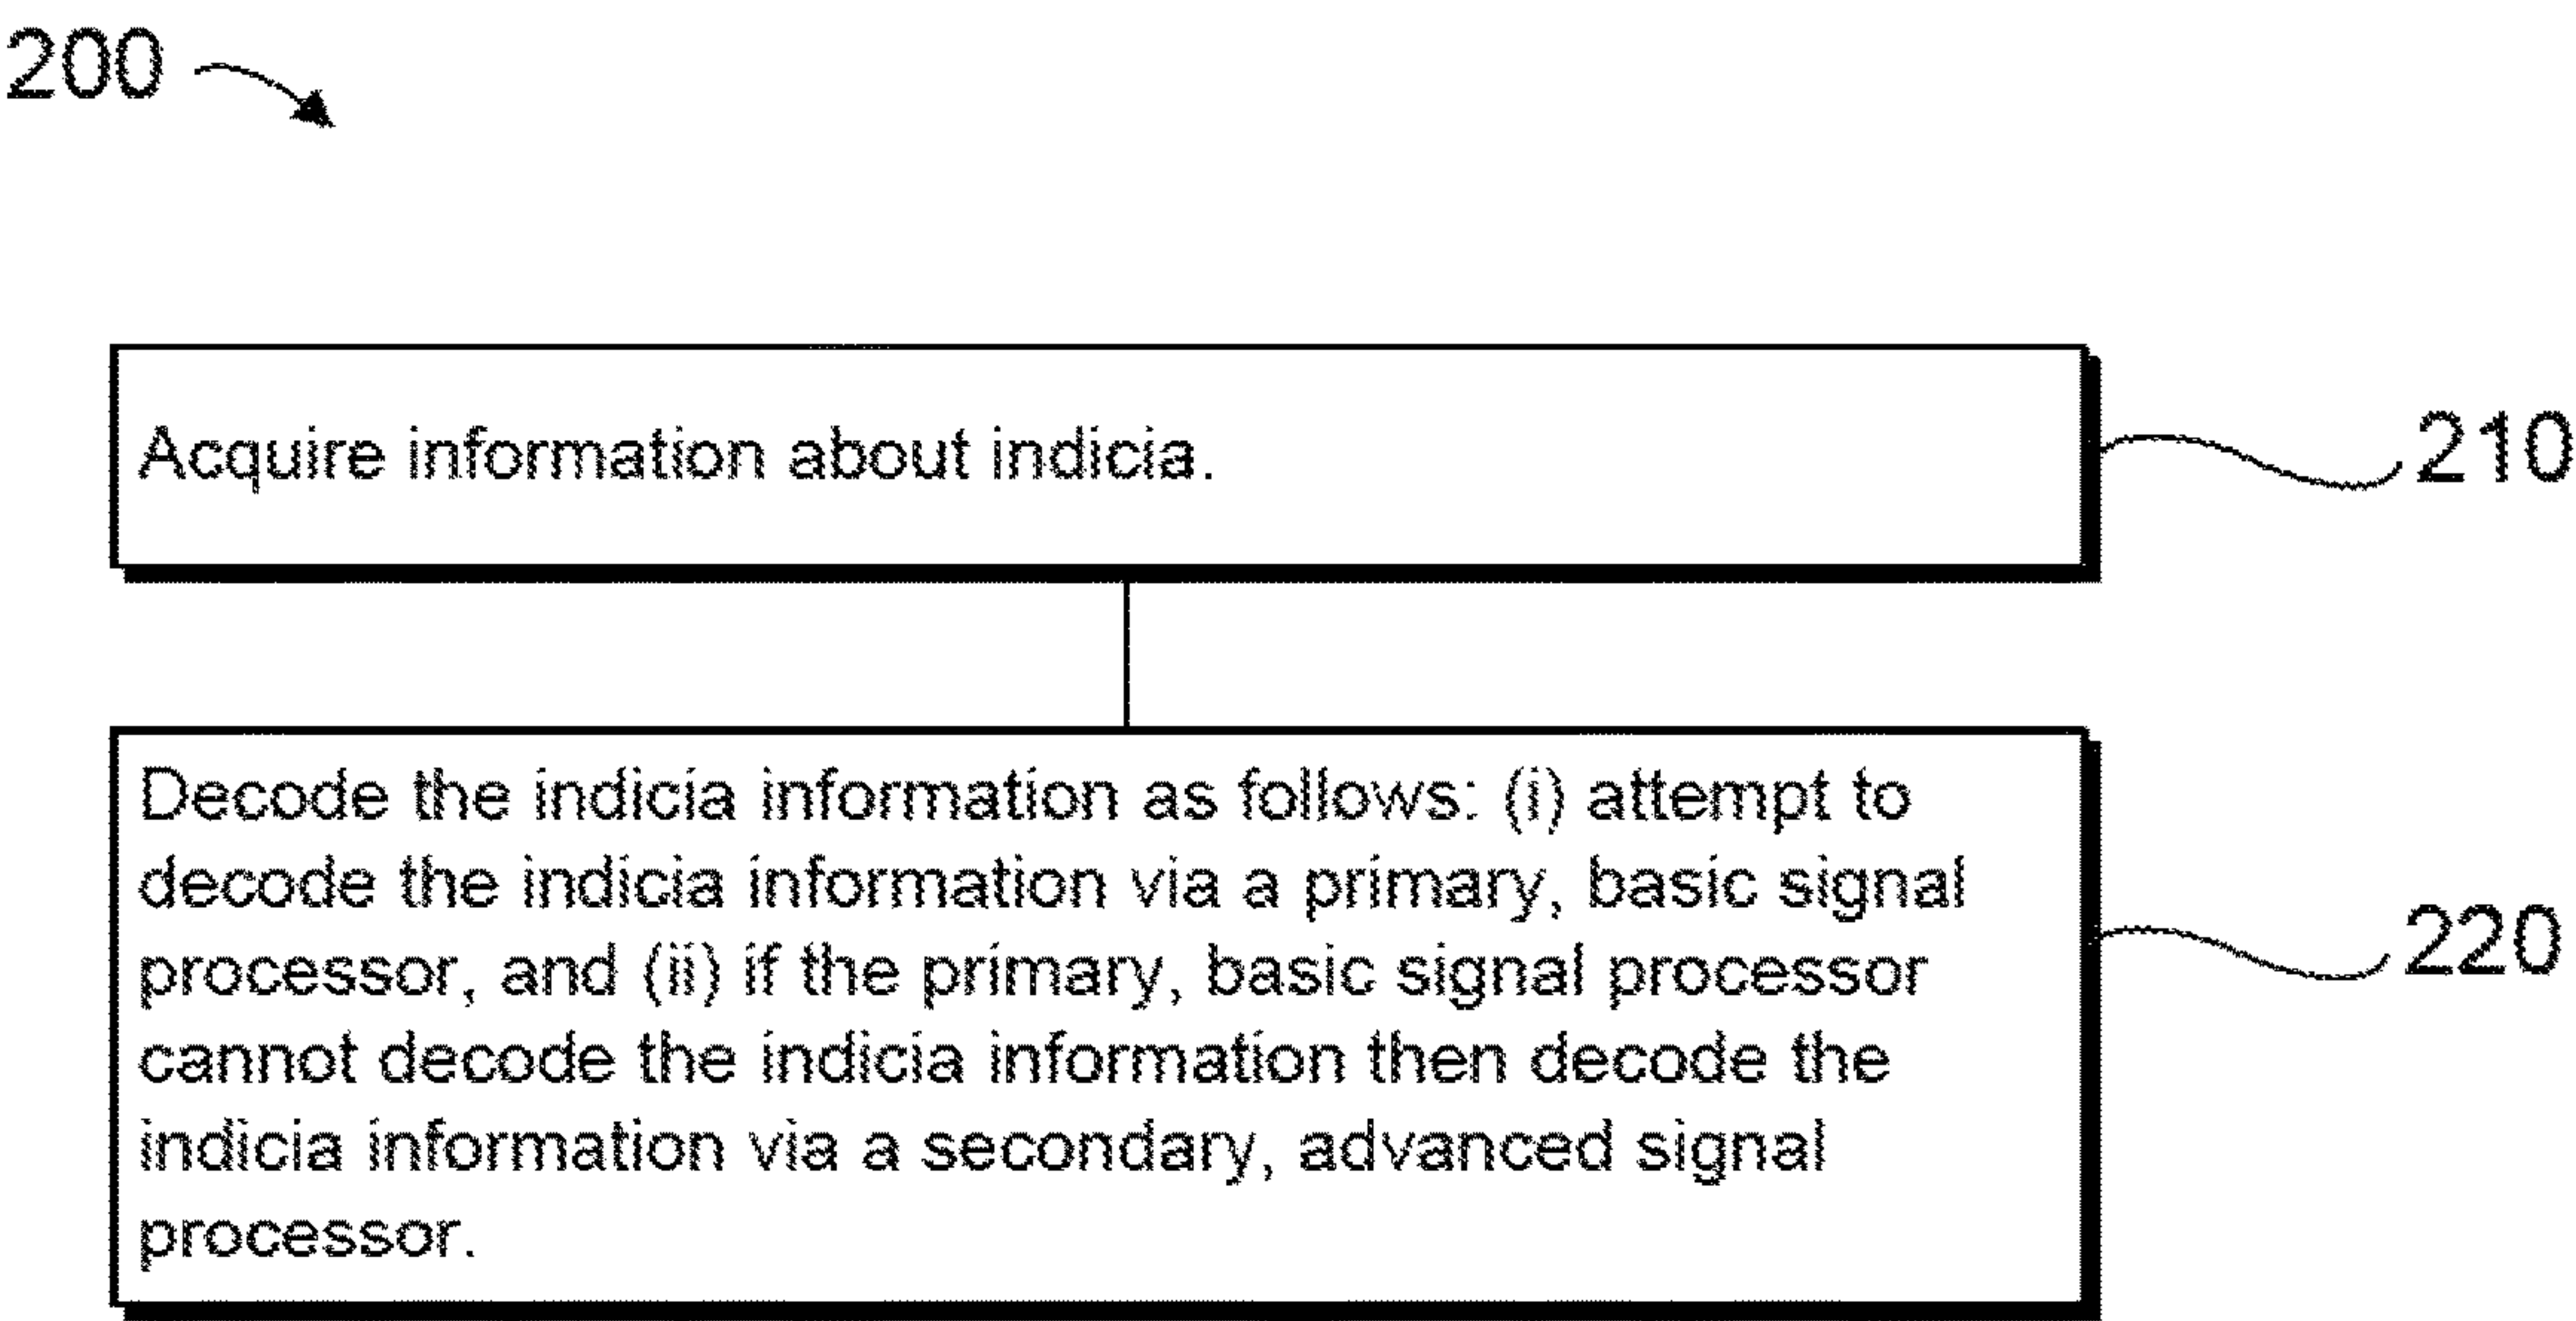 200
Acquire information about indicia.
210
Decode the indicia information as follows: (i) attempt to
decode the indicia information via a primary, basic signal
processor, and (ii) if the primary, basic signal processor
cannot decode the indicia information then decode the
indicia information via a secondary, advanced signal
processor.
220